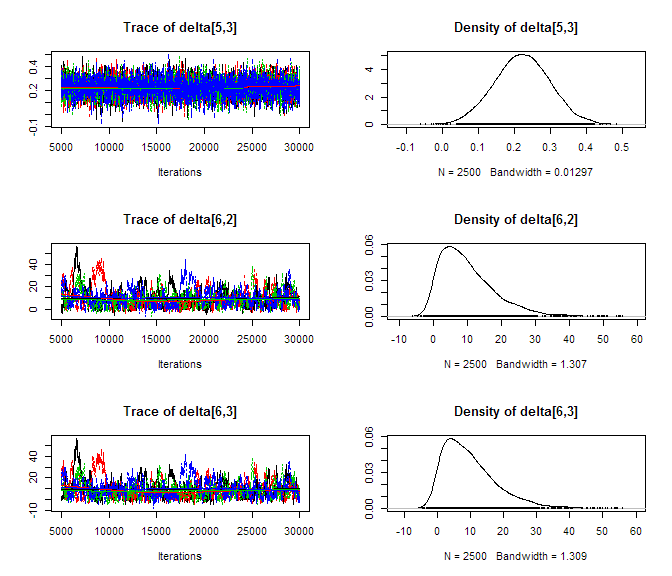 Trace of delta[5,3]
Density of delta[5,3]
-0.1 0.2 0.4
5000 10000 15000 20000 25000 30000
Iterations
0 2 4
-0.1 0.0 0.1 0.2 0.3 0.4 0.5
N = 2500 Bandwidth = 0.01297
Trace of delta[6,2]
Density of delta[6,2]
0 20 40
5000 10000 15000 20000 25000 30000
Iterations
0.00 0.03 0.06
-10 0 10 20 30 40 50 60
N = 2500 Bandwidth = 1.307
Trace of delta[6,3]
Density of delta[6,3]
-10 20 40
5000 10000 15000 20000 25000 30000
Iterations
0.00 0.03 0.06
-10 0 10 20 30 40 50 60
N = 2500 Bandwidth = 1.309